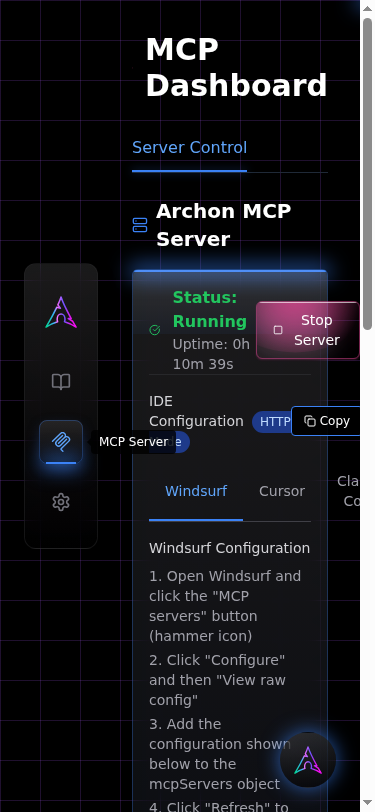 MCP
Dashboard
Server Control
Archon MCP
Server
Status:
Running
Uptime: 0h
10m 39s
Stop
Server
IDE
Configuration
HTTP
Copy
MCP Server
Windsurf
Cursor
Cla
Co
Windsurf Configuration
1. Open Windsurf and
click the "MCP
servers" button
(hammer icon)
2. Click "Configure"
and then "View raw
config"
3. Add the
configuration shown
below to the
mcpServers object
4. Click "Refresh" to